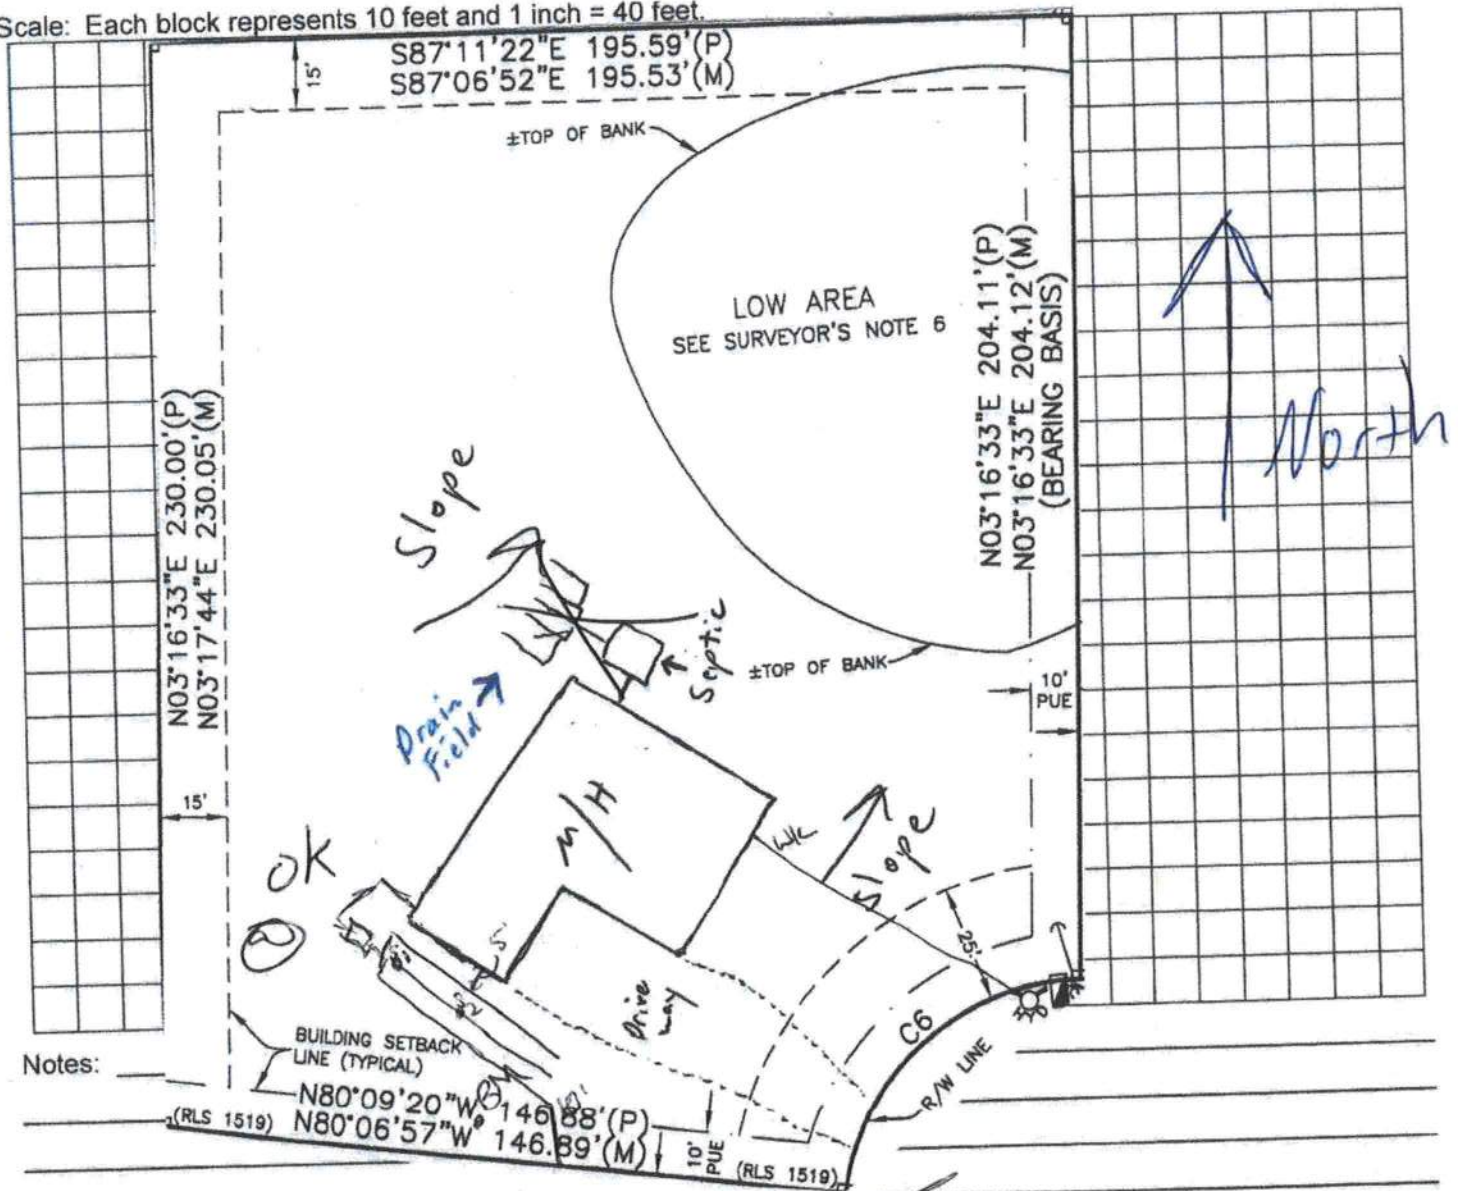 Scale: Each block represents 10 feet and 1 inch = 40 feet.
S87°11'22"E 195.59'(P)
S87°06'52"E 195.53'(M)
15'
±TOP OF BANK
LOW AREA
SEE SURVEYOR'S NOTE 6
N03°16'33"E 204.11'(P)
N03°16'33"E 204.12'(M)
(BEARING BASIS)
North
N03°16'33"E 230.00'(P)
N03°17'44"E 230.05'(M)
Slope
Septic
±TOP OF BANK
10'
PUE
Drain
Field
15'
M/H
Slope
OK
5'
25'
Drive
way
C6
R/W LINE
BUILDING SETBACK
LINE (TYPICAL)
Notes:
N80°09'20"W 146.88'(P)
(RLS 1519)
N80°06'57"W 146.89'(M)
10'
PUE
(RLS 1519)